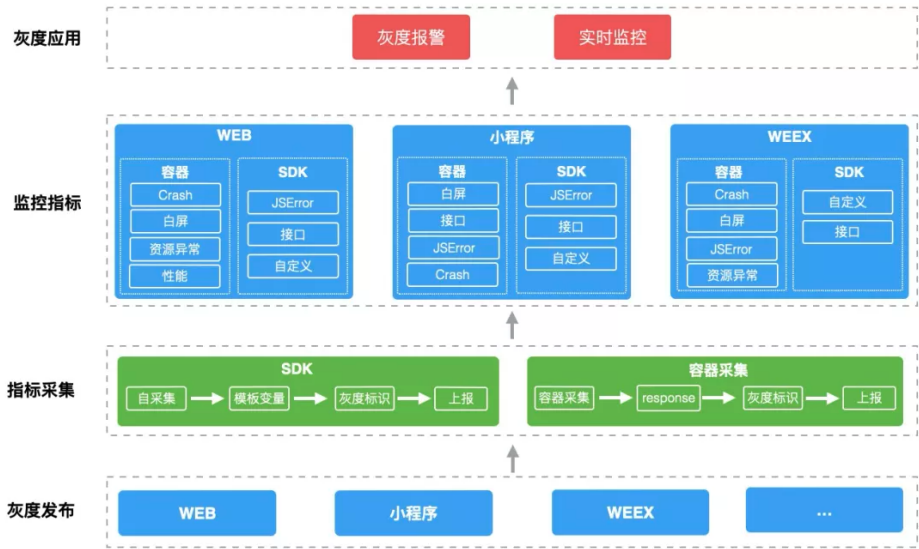 灰度应用
灰度报警
实时监控
监控指标
WEB
容器
Crash
白屏
资源异常
性能
SDK
JSError
接口
自定义
小程序
容器
白屏
接口
JSError
Crash
SDK
JSError
接口
自定义
WEEX
容器
Crash
白屏
JSError
资源异常
SDK
自定义
接口
指标采集
SDK
自采集
模板变量
灰度标识
上报
容器采集
容器采集
response
灰度标识
上报
灰度发布
WEB
小程序
WEEX
...